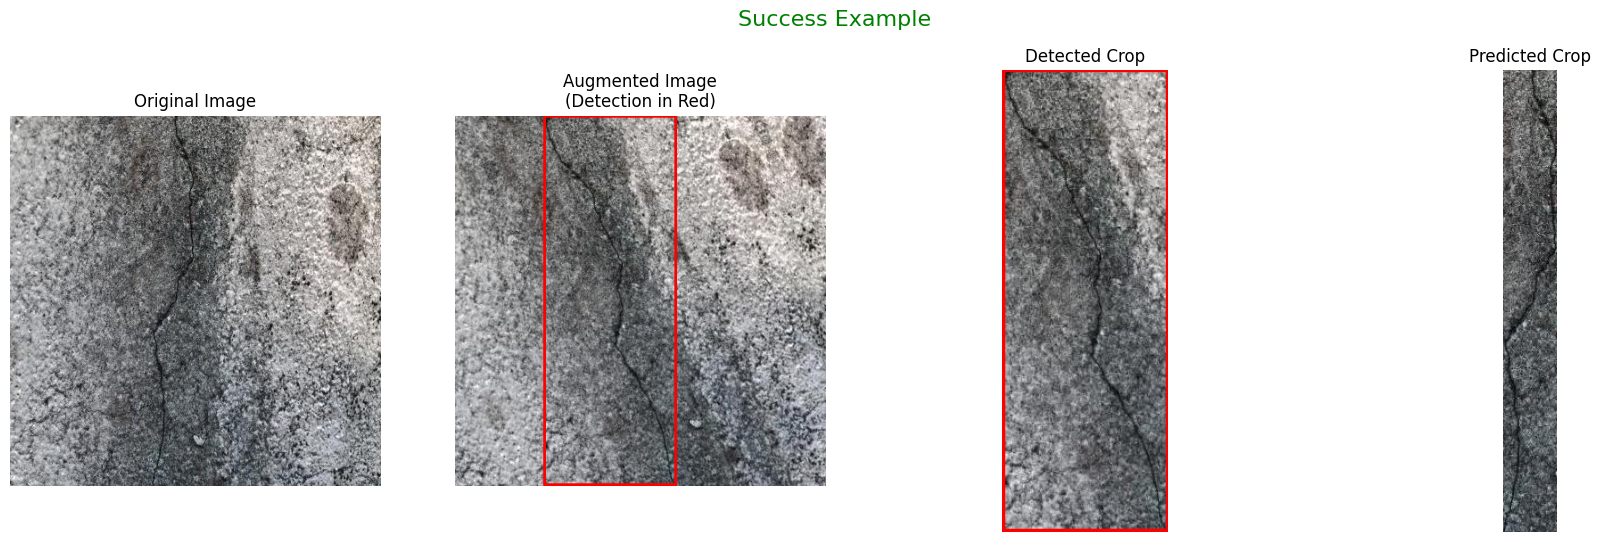 Success Example
Original Image
Augmented Image
(Detection in Red)
Detected Crop
Predicted Crop